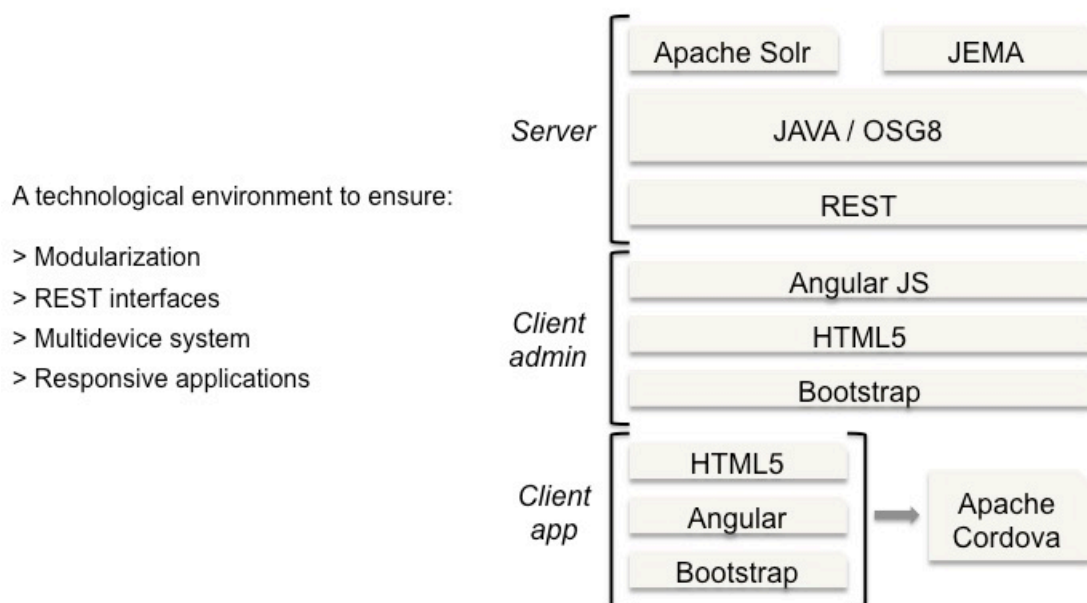 A technological environment to ensure:
> Modularization
> REST interfaces
> Multidevice system
> Responsive applications
Server
Apache Solr
JEMA
JAVA / OSG8
REST
Client
admin
Angular JS
HTML5
Bootstrap
Client
app
HTML5
Angular
Bootstrap
Apache
Cordova